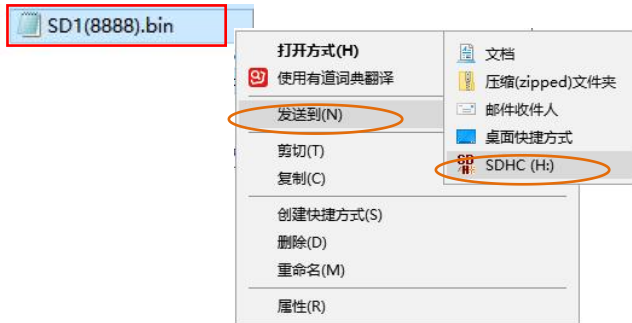 SD1(8888).bin
打开方式(H)
使用有道词典翻译
发送到(N)
剪切(T)
复制(C)
创建快捷方式(S)
删除(D)
重命名(M)
属性(R)
文档
压缩(zipped)文件夹
邮件收件人
桌面快捷方式
SDHC (H:)